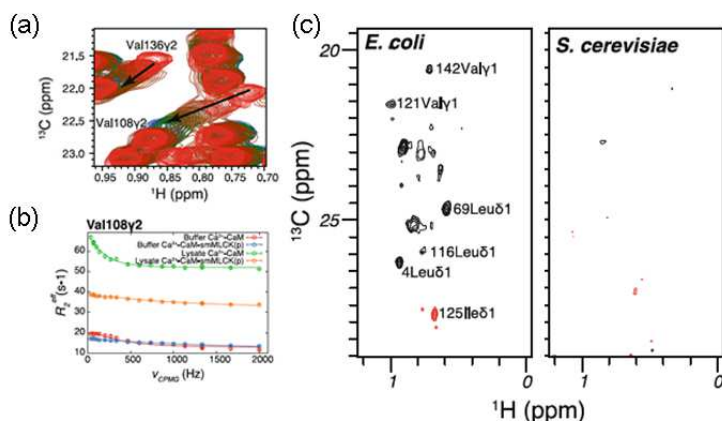 (a)
Val136γ2
Val108γ2
21,5
22,0
22,5
23,0
¹³C (ppm)
0,95
0,90
0,85
0,80
0,75
0,70
¹H (ppm)
(b)
Val108γ2
Buffer Ca²⁺-CaM
Buffer Ca²⁺-CaM•smMLCK(p)
Lysate Ca²⁺-CaM
Lysate Ca²⁺-CaM•smMLCK(p)
70
60
50
40
30
20
10
R₂ᵉᶠᶠ(s-1)
0
500
1000
1500
2000
νCPMG (Hz)
(c)
E. coli
S. cerevisiae
20
25
¹³C (ppm)
142Valγ1
121Valγ1
69Leuδ1
116Leuδ1
4Leuδ1
125Ileδ1
1
0
1
0
¹H (ppm)